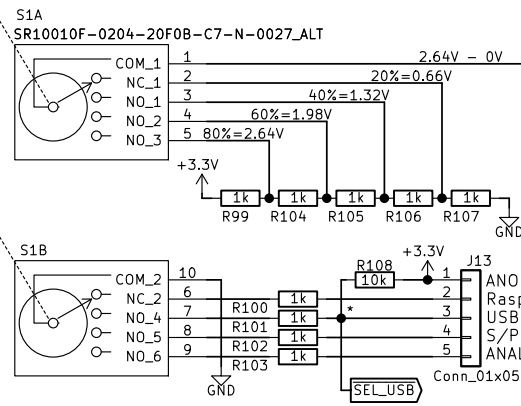 S1A
SR10010F-0204-20F0B-C7-N-0027_ALT
COM_1 1 2.64V - 0V
NC_1 2 20%=0.66V
NO_1 3 40%=1.32V
NO_2 4 60%=1.98V
NO_3 5 80%=2.64V
+3.3V
1k 1k 1k 1k 1k
R99 R104 R105 R106 R107
GND
S1B
+3.3V
R108 J13
COM_2 10 10k 1 ANO
NC_2 6 1k 2 Rasp
NO_4 7 R100 1k * 3 USB
NO_5 8 R101 1k 4 S/P
NO_6 9 R102 1k 5 ANAL
R103
Conn_01x05
GND
SEL_USB